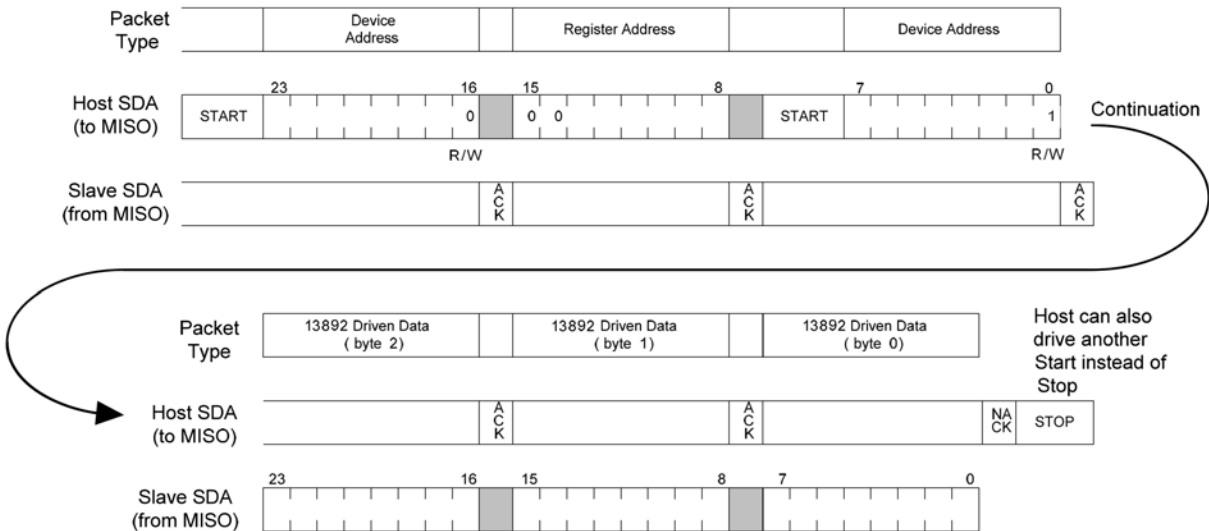 Packet
Type
Device
Address
Register Address
Device Address
Host SDA
(to MISO)
23 16 15 8 7 0
START 0 0 0 START 1
R/W R/W
Continuation
Slave SDA
(from MISO)
ACK ACK ACK
Packet
Type
13892 Driven Data
( byte 2)
13892 Driven Data
( byte 1)
13892 Driven Data
( byte 0)
Host can also
drive another
Start instead of
Stop
Host SDA
(to MISO)
ACK ACK NA
CK STOP
Slave SDA
(from MISO)
23 16 15 8 7 0